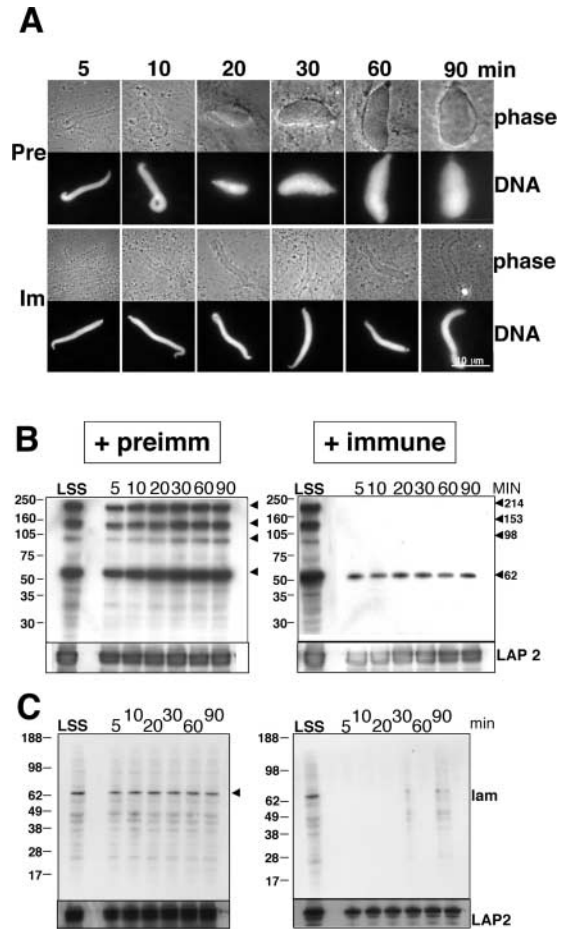 A
5 10 20 30 60 90 min
Pre
phase
DNA
Im
phase
DNA
10 µm
B
+ preimm
+ immune
LSS 5 10 20 30 60 90
LSS 5 10 20 30 60 90 MIN
250
160
105
75
50
35
30
250
160
105
75
50
35
30
214
153
98
62
LAP 2
C
LSS 5 10 20 30 60 90
LSS 5 10 20 30 60 90 min
188
98
62
49
38
28
17
188
98
62
49
38
28
17
lam
LAP2